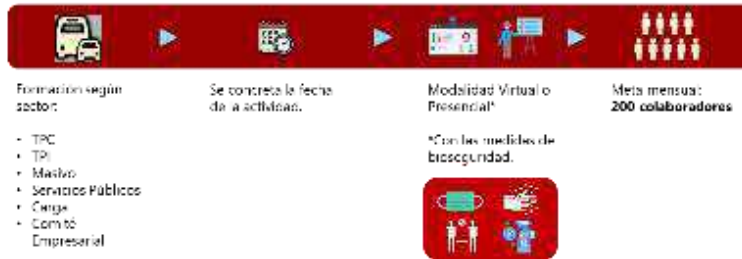 Formación según
sector:
• TPC
• TPI
• Masivo
• Servicios Públicos
• Carga
• Comité
Empresarial
Se concreta la fecha
de la actividad.
Modalidad Virtual o
Presencial*
*Con las medidas de
bioseguridad.
Meta mensual:
200 colaboradores